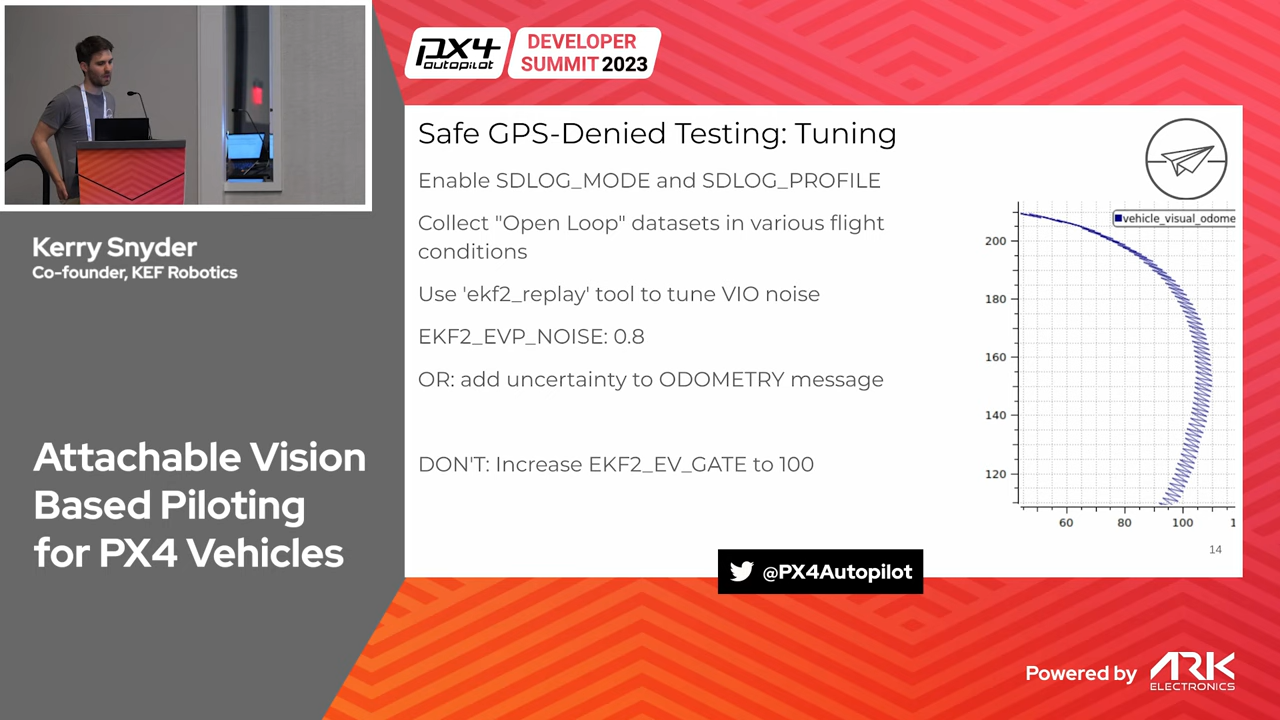 PX4
autopilot
DEVELOPER
SUMMIT 2023
Kerry Snyder
Co-founder, KEF Robotics
Attachable Vision
Based Piloting
for PX4 Vehicles
Safe GPS-Denied Testing: Tuning
Enable SDLOG_MODE and SDLOG_PROFILE
Collect "Open Loop" datasets in various flight
conditions
Use 'ekf2_replay' tool to tune VIO noise
EKF2_EVP_NOISE: 0.8
OR: add uncertainty to ODOMETRY message
DON'T: Increase EKF2_EV_GATE to 100
vehicle_visual_odome
200
180
160
140
120
60
80
100
1
14
@PX4Autopilot
Powered by
ARK
ELECTRONICS